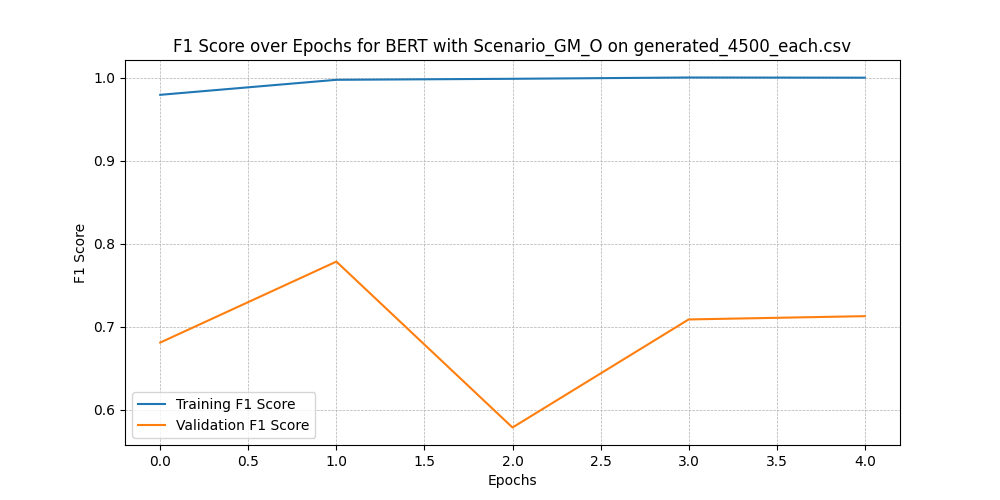 F1 Score over Epochs for BERT with Scenario_GM_O on generated_4500_each.csv
1.0
0.9
0.8
0.7
0.6
F1 Score
Training F1 Score
Validation F1 Score
0.0 0.5 1.0 1.5 2.0 2.5 3.0 3.5 4.0
Epochs